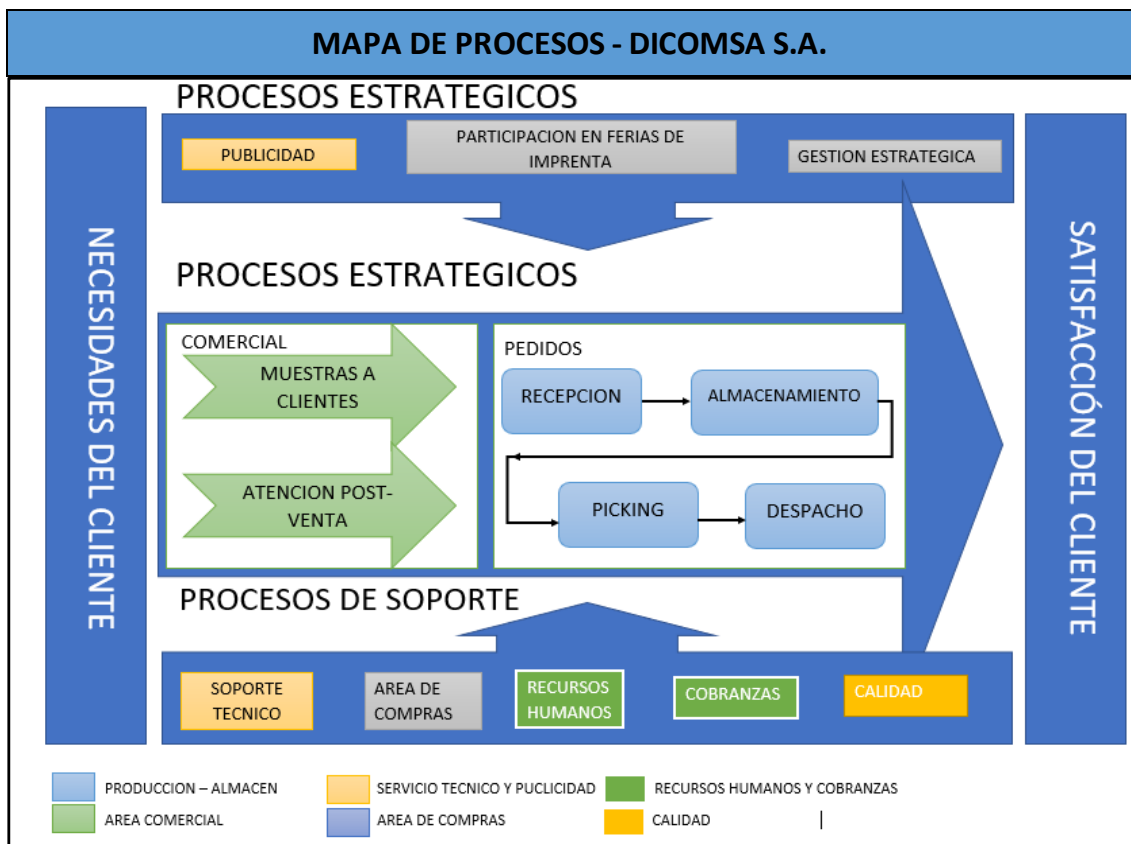 MAPA DE PROCESOS - DICOMSA S.A.
PROCESOS ESTRATEGICOS
PUBLICIDAD
PARTICIPACION EN FERIAS DE
IMPRENTA
GESTION ESTRATEGICA
NECESIDADES DEL CLIENTE
PROCESOS ESTRATEGICOS
COMERCIAL
MUESTRAS A
CLIENTES
ATENCION POST-
VENTA
PEDIDOS
RECEPCION
ALMACENAMIENTO
PICKING
DESPACHO
SATISFACCIÓN DEL CLIENTE
PROCESOS DE SOPORTE
SOPORTE
TECNICO
AREA DE
COMPRAS
RECURSOS
HUMANOS
COBRANZAS
CALIDAD
PRODUCCION – ALMACEN
SERVICIO TECNICO Y PUCLICIDAD
RECURSOS HUMANOS Y COBRANZAS
AREA COMERCIAL
AREA DE COMPRAS
CALIDAD